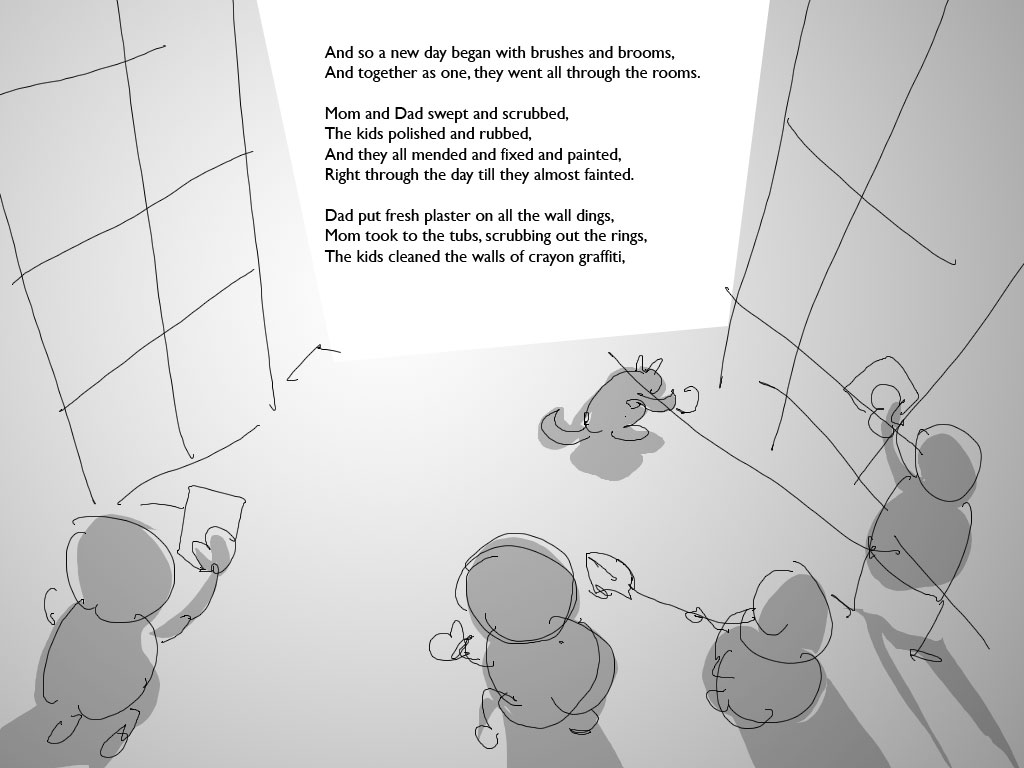 And so a new day began with brushes and brooms,
And together as one, they went all through the rooms.
Mom and Dad swept and scrubbed,
The kids polished and rubbed,
And they all mended and fixed and painted,
Right through the day till they almost fainted.
Dad put fresh plaster on all the wall dings,
Mom took to the tubs, scrubbing out the rings,
The kids cleaned the walls of crayon graffiti,